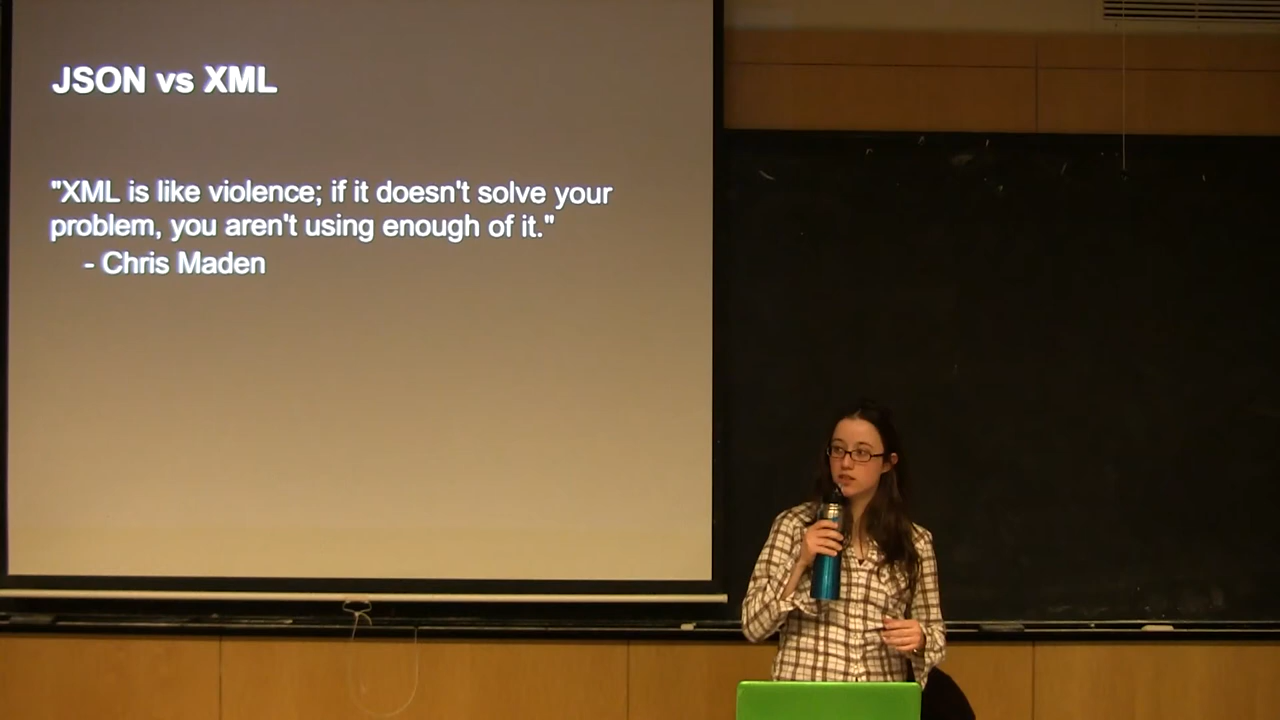 JSON vs XML
"XML is like violence; if it doesn't solve your
problem, you aren't using enough of it."
- Chris Maden